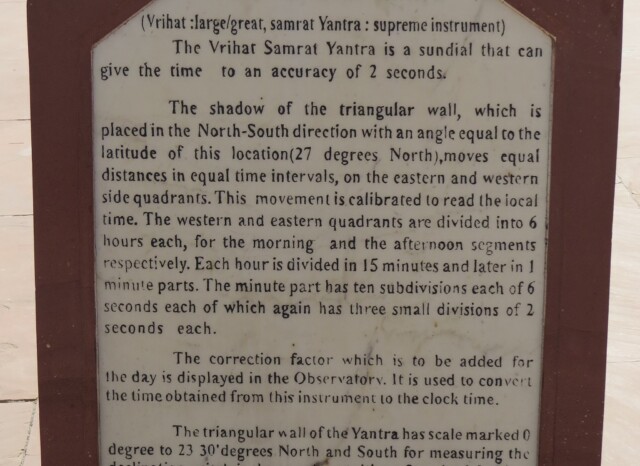 (Vrihat :large/great, samrat Yantra : supreme instrument)
The Vrihat Samrat Yantra is a sundial that can
give the time to an accuracy of 2 seconds.
The shadow of the triangular wall, which is
placed in the North-South direction with an angle equal to the
latitude of this location(27 degrees North),moves equal
distances in equal time intervals, on the eastern and western
side quadrants. This movement is calibrated to read the local
time. The western and eastern quadrants are divided into 6
hours each, for the morning and the afternoon segments
respectively. Each hour is divided in 15 minutes and later in 1
minute parts. The minute part has ten subdivisions each of 6
seconds each of which again has three small divisions of 2
seconds each.
The correction factor which is to be added for
the day is displayed in the Observatory. It is used to convert
the time obtained from this instrument to the clock time.
The triangular wall of the Yantra has scale marked 0
degree to 23 30'degrees North and South for measuring the